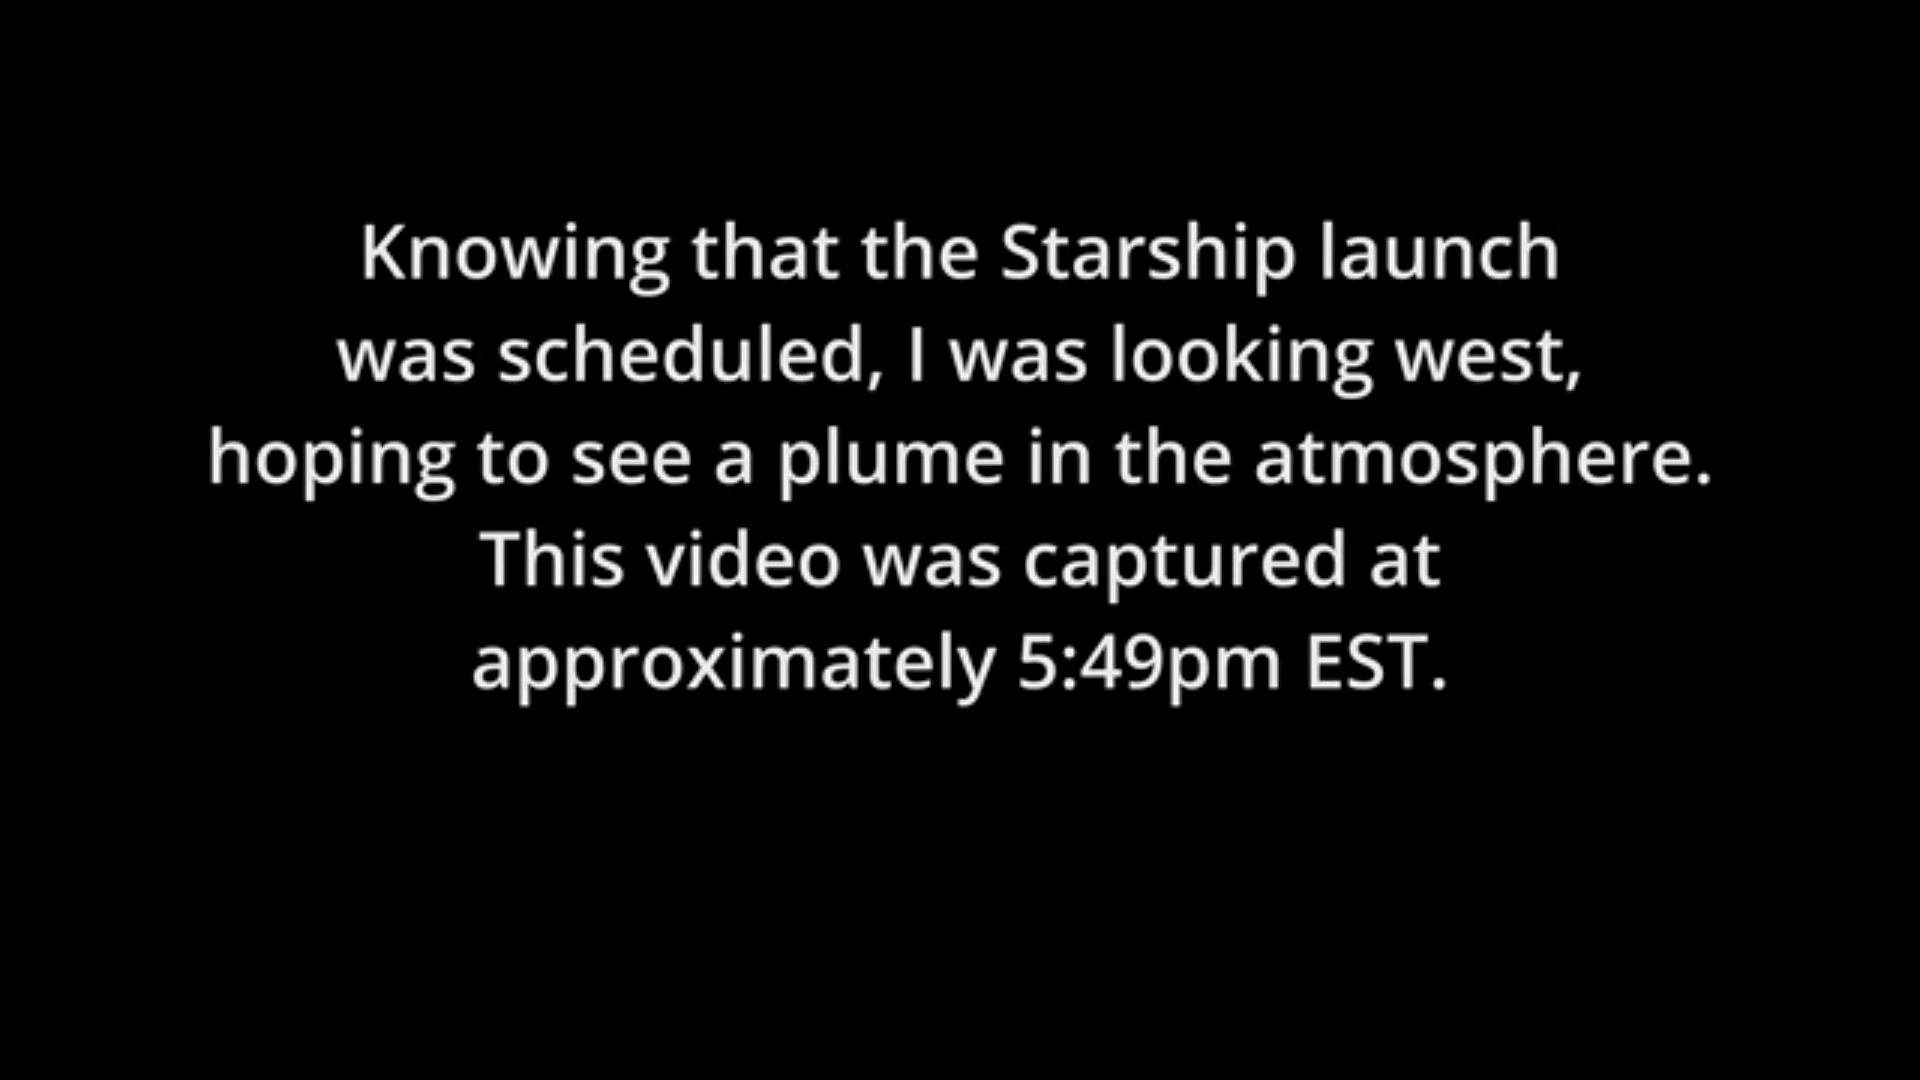 Knowing that the Starship launch
was scheduled, I was looking west,
hoping to see a plume in the atmosphere.
This video was captured at
approximately 5:49pm EST.